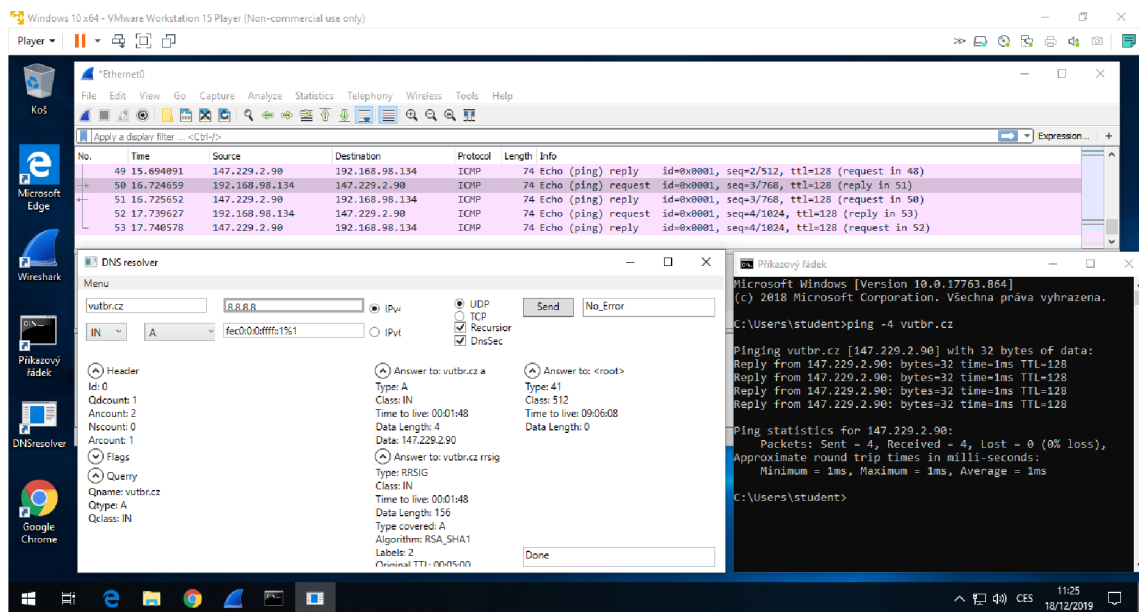 Windows 10 x64 - VMware Workstation 15 Player (Non-commercial use only)
Player
Koš
Microsoft Edge
Wireshark
Příkazový řádek
DNSresolver
Google Chrome
*Ethernet0
File Edit View Go Capture Analyze Statistics Telephony Wireless Tools Help
Apply a display filter ... <Ctrl-/>
Expression... +
No. Time Source Destination Protocol Length Info
49 15.694091 147.229.2.90 192.168.98.134 ICMP 74 Echo (ping) reply id=0x0001, seq=2/512, ttl=128 (request in 48)
50 16.724659 192.168.98.134 147.229.2.90 ICMP 74 Echo (ping) request id=0x0001, seq=3/768, ttl=128 (reply in 51)
51 16.725652 147.229.2.90 192.168.98.134 ICMP 74 Echo (ping) reply id=0x0001, seq=3/768, ttl=128 (request in 50)
52 17.739627 192.168.98.134 147.229.2.90 ICMP 74 Echo (ping) request id=0x0001, seq=4/1024, ttl=128 (reply in 53)
53 17.740578 147.229.2.90 192.168.98.134 ICMP 74 Echo (ping) reply id=0x0001, seq=4/1024, ttl=128 (request in 52)
DNS resolver
Menu
vutbr.cz 8.8.8.8 IPv4 UDP Send No_Error
TCP
IN A fec0:0:0:ffff::1%1 IPv6 Recursior
DnsSec
Header
Id: 0
Qdcount: 1
Ancount: 2
Nscount: 0
Arcount: 1
Flags
Querry
Qname: vutbr.cz
Qtype: A
Qclass: IN
Answer to: vutbr.cz a
Type: A
Class: IN
Time to live: 00:01:48
Data Length: 4
Data: 147.229.2.90
Answer to: vutbr.cz rrsig
Type: RRSIG
Class: IN
Time to live: 00:01:48
Data Length: 156
Type covered: A
Algorithm: RSA_SHA1
Labels: 2
Original TTL: 00:05:00
Answer to: <root>
Type: 41
Class: 512
Time to live: 09:06:08
Data Length: 0
Done
Příkazový řádek
Microsoft Windows [Version 10.0.17763.864]
(c) 2018 Microsoft Corporation. Všechna práva vyhrazena.
C:\Users\student>ping -4 vutbr.cz
Pinging vutbr.cz [147.229.2.90] with 32 bytes of data:
Reply from 147.229.2.90: bytes=32 time=1ms TTL=128
Reply from 147.229.2.90: bytes=32 time=1ms TTL=128
Reply from 147.229.2.90: bytes=32 time=1ms TTL=128
Reply from 147.229.2.90: bytes=32 time=1ms TTL=128
Ping statistics for 147.229.2.90:
Packets: Sent = 4, Received = 4, Lost = 0 (0% loss),
Approximate round trip times in milli-seconds:
Minimum = 1ms, Maximum = 1ms, Average = 1ms
C:\Users\student>
CES
11:25
18/12/2019